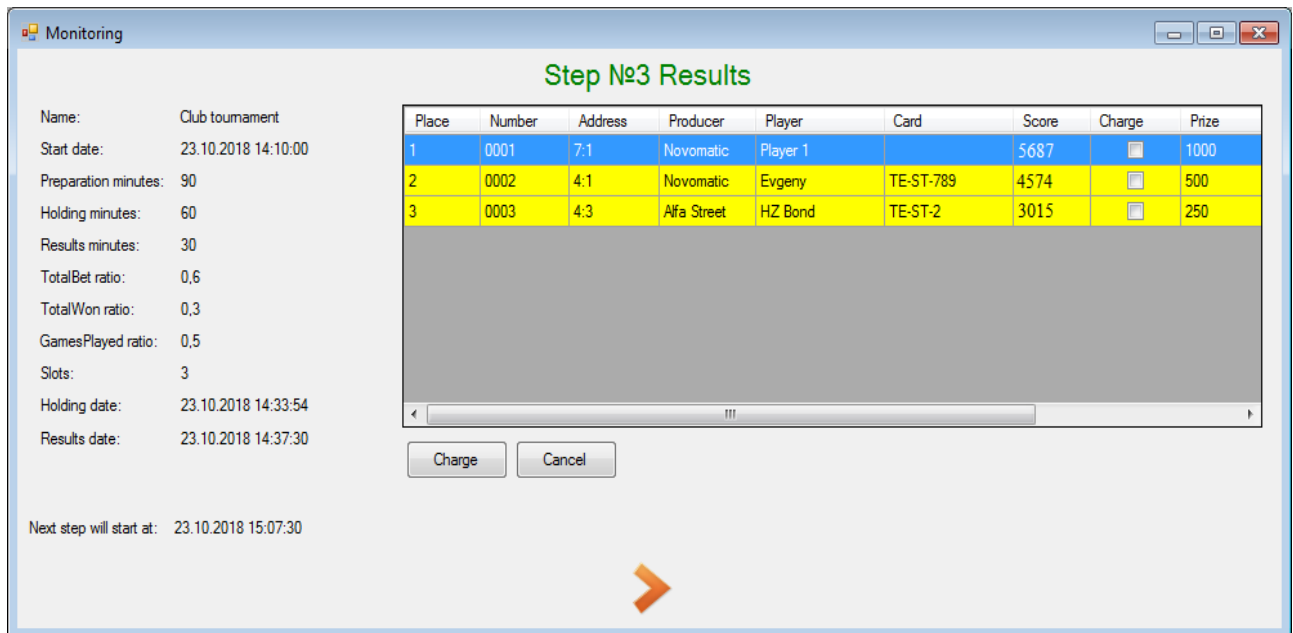 Monitoring
Step №3 Results
Name: Club tournament
Start date: 23.10.2018 14:10:00
Preparation minutes: 90
Holding minutes: 60
Results minutes: 30
TotalBet ratio: 0,6
TotalWon ratio: 0,3
GamesPlayed ratio: 0,5
Slots: 3
Holding date: 23.10.2018 14:33:54
Results date: 23.10.2018 14:37:30
Next step will start at: 23.10.2018 15:07:30
Place Number Address Producer Player Card Score Charge Prize
1 0001 7:1 Novomatic Player 1 5687 1000
2 0002 4:1 Novomatic Evgeny TE-ST-789 4574 500
3 0003 4:3 Alfa Street HZ Bond TE-ST-2 3015 250
Charge Cancel